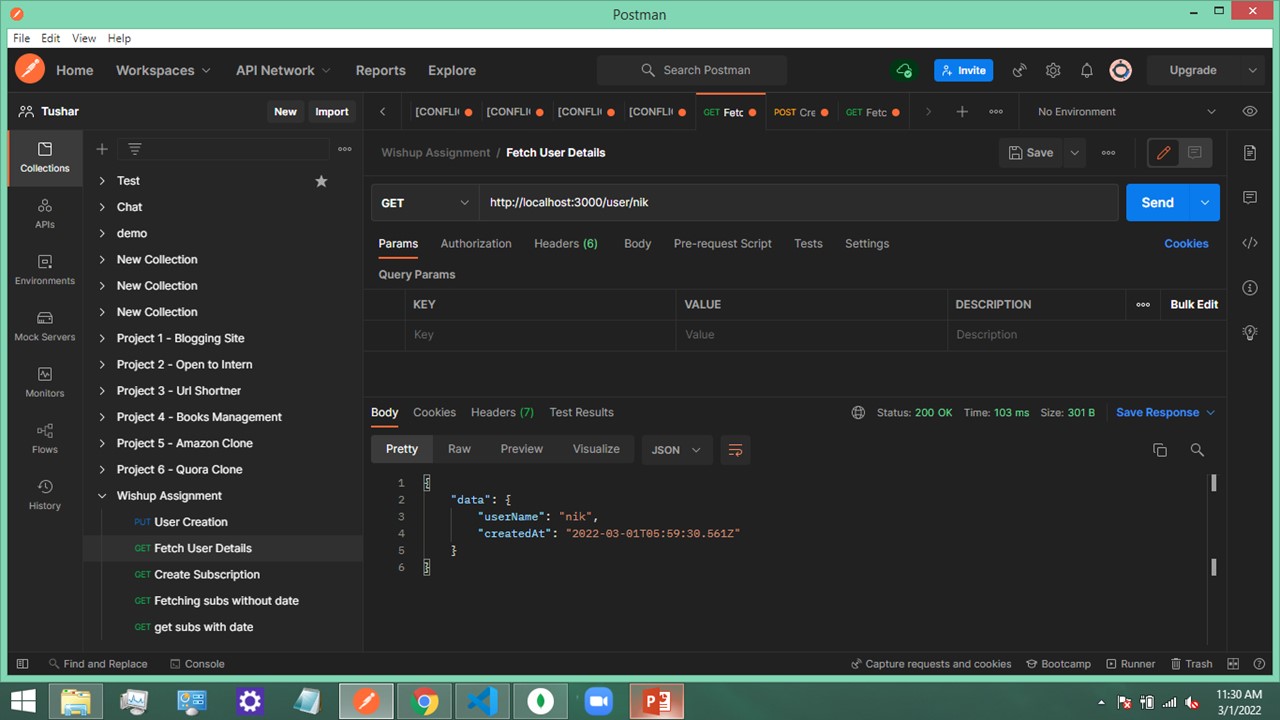 Postman
File Edit View Help
Home Workspaces API Network Reports Explore Search Postman Invite Upgrade
Tushar New Import
[CONFLI [CONFLI [CONFLI [CONFLI GET Fetc POST Cre GET Fetc No Environment
Collections
APIs
Environments
Mock Servers
Monitors
Flows
History
Test
Chat
demo
New Collection
New Collection
New Collection
Project 1 - Blogging Site
Project 2 - Open to Intern
Project 3 - Url Shortner
Project 4 - Books Management
Project 5 - Amazon Clone
Project 6 - Quora Clone
Wishup Assignment
PUT User Creation
GET Fetch User Details
GET Create Subscription
GET Fetching subs without date
GET get subs with date
Wishup Assignment / Fetch User Details Save
GET http://localhost:3000/user/nik Send
Params Authorization Headers (6) Body Pre-request Script Tests Settings Cookies
Query Params
KEY VALUE DESCRIPTION Bulk Edit
Key Value Description
Body Cookies Headers (7) Test Results Status: 200 OK Time: 103 ms Size: 301 B Save Response
Pretty Raw Preview Visualize JSON
1 {
2 "data": {
3 "userName": "nik",
4 "createdAt": "2022-03-01T05:59:30.561Z"
5 }
6 }
Find and Replace Console Capture requests and cookies Bootcamp Runner Trash
11:30 AM
3/1/2022